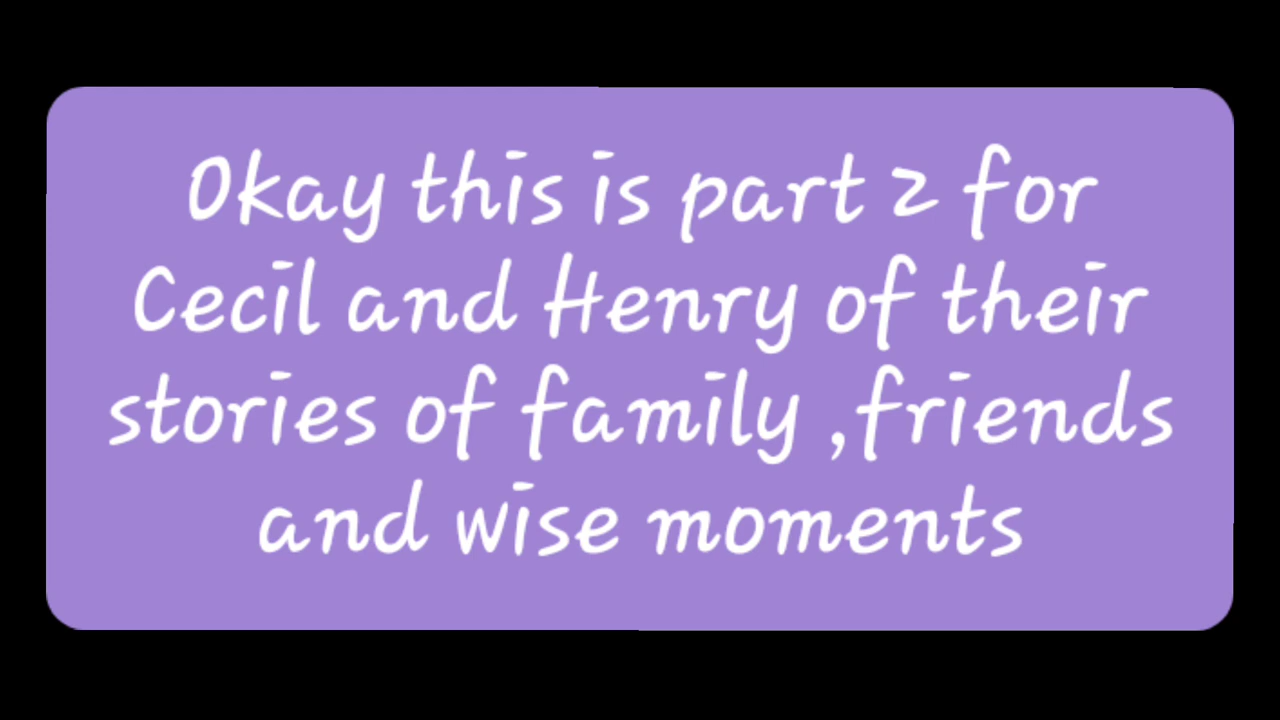 Okay this is part 2 for
Cecil and Henry of their
stories of family ,friends
and wise moments